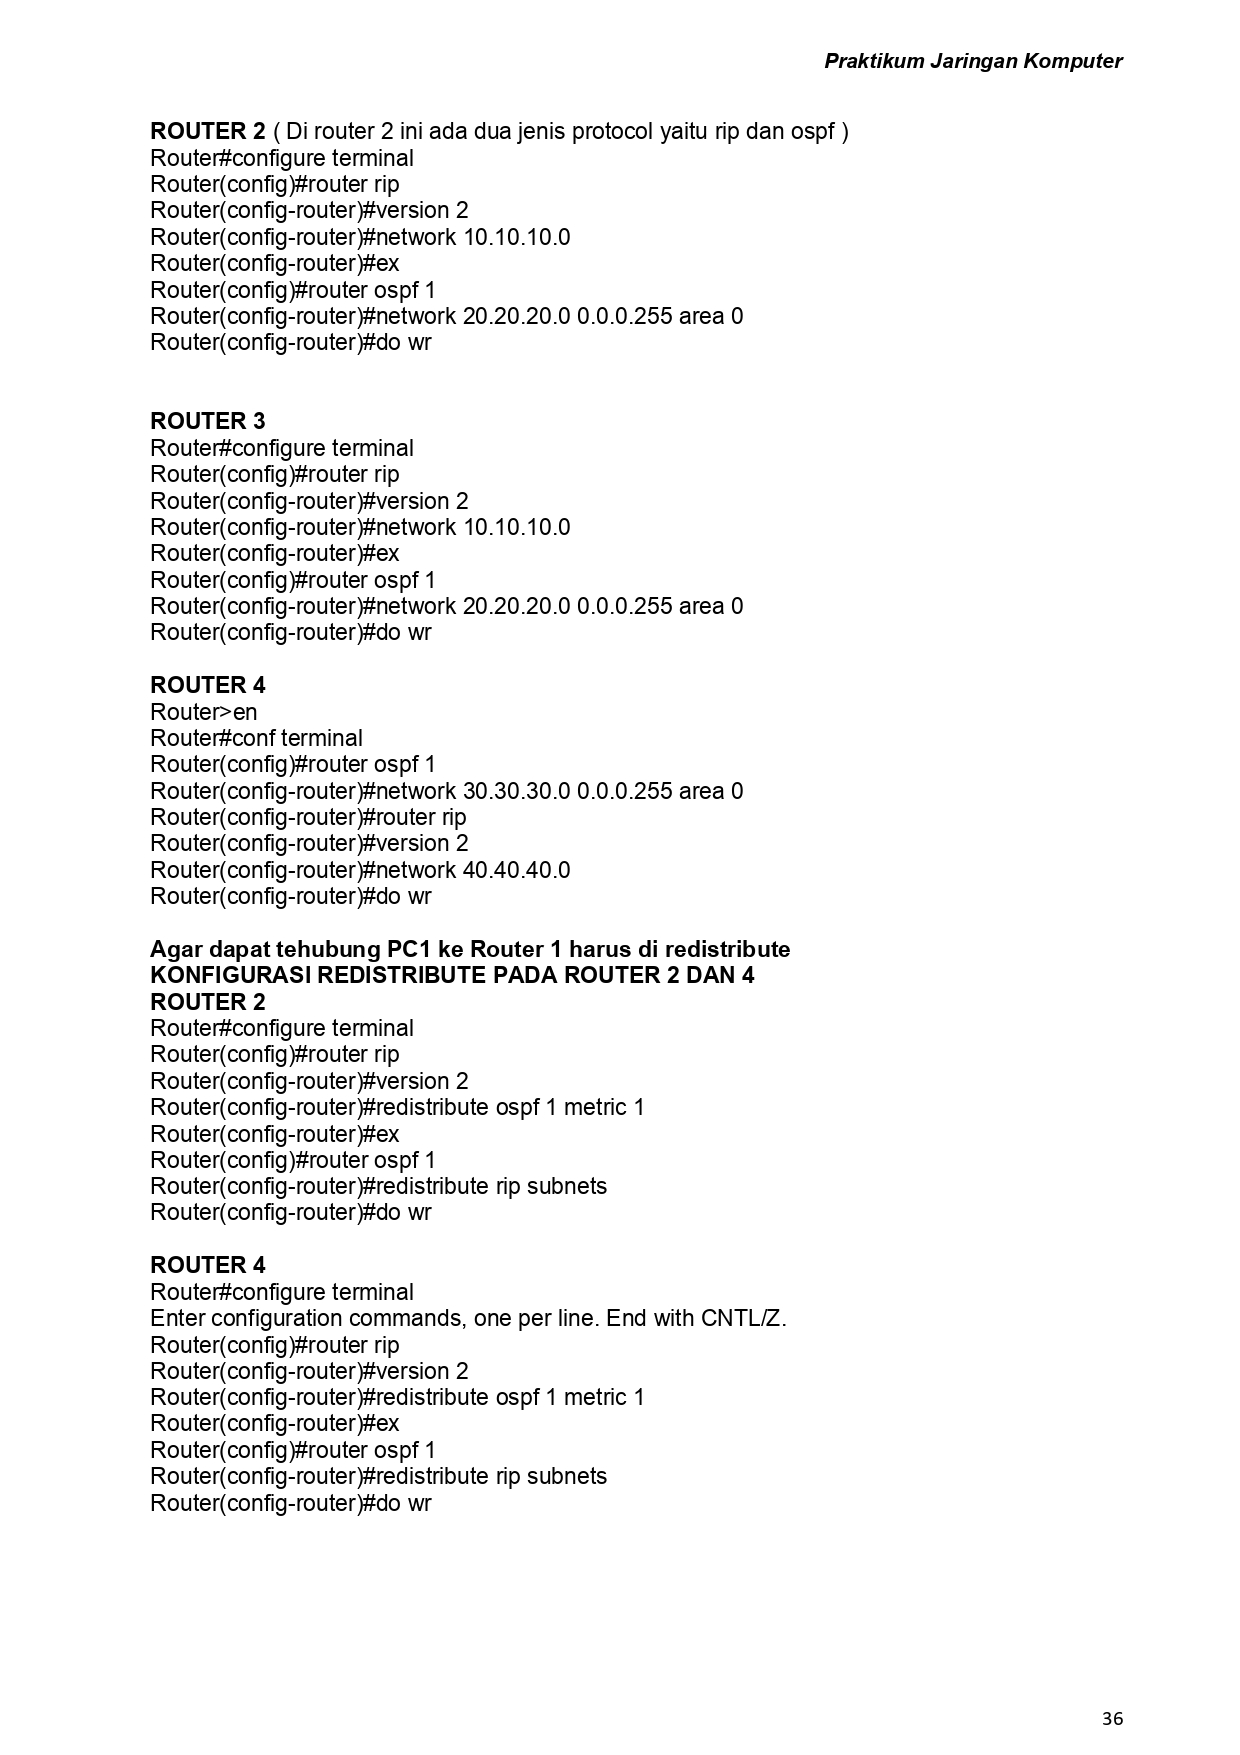 Praktikum Jaringan Komputer
ROUTER 2 ( Di router 2 ini ada dua jenis protocol yaitu rip dan ospf )
Router#configure terminal
Router(config)#router rip
Router(config-router)#version 2
Router(config-router)#network 10.10.10.0
Router(config-router)#ex
Router(config)#router ospf 1
Router(config-router)#network 20.20.20.0 0.0.0.255 area 0
Router(config-router)#do wr
ROUTER 3
Router#configure terminal
Router(config)#router rip
Router(config-router)#version 2
Router(config-router)#network 10.10.10.0
Router(config-router)#ex
Router(config)#router ospf 1
Router(config-router)#network 20.20.20.0 0.0.0.255 area 0
Router(config-router)#do wr
ROUTER 4
Router>en
Router#conf terminal
Router(config)#router ospf 1
Router(config-router)#network 30.30.30.0 0.0.0.255 area 0
Router(config-router)#router rip
Router(config-router)#version 2
Router(config-router)#network 40.40.40.0
Router(config-router)#do wr
Agar dapat tehubung PC1 ke Router 1 harus di redistribute
KONFIGURASI REDISTRIBUTE PADA ROUTER 2 DAN 4
ROUTER 2
Router#configure terminal
Router(config)#router rip
Router(config-router)#version 2
Router(config-router)#redistribute ospf 1 metric 1
Router(config-router)#ex
Router(config)#router ospf 1
Router(config-router)#redistribute rip subnets
Router(config-router)#do wr
ROUTER 4
Router#configure terminal
Enter configuration commands, one per line. End with CNTL/Z.
Router(config)#router rip
Router(config-router)#version 2
Router(config-router)#redistribute ospf 1 metric 1
Router(config-router)#ex
Router(config)#router ospf 1
Router(config-router)#redistribute rip subnets
Router(config-router)#do wr
36